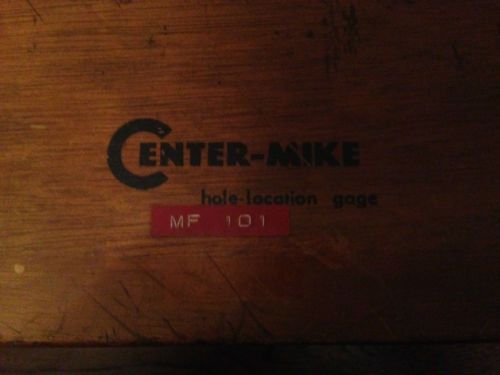 CENTER-MIKE
hole-location gage
MF 101